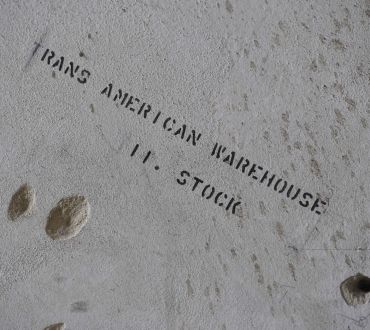 TRANS AMERICAN WAREHOUSE
11. STOCK